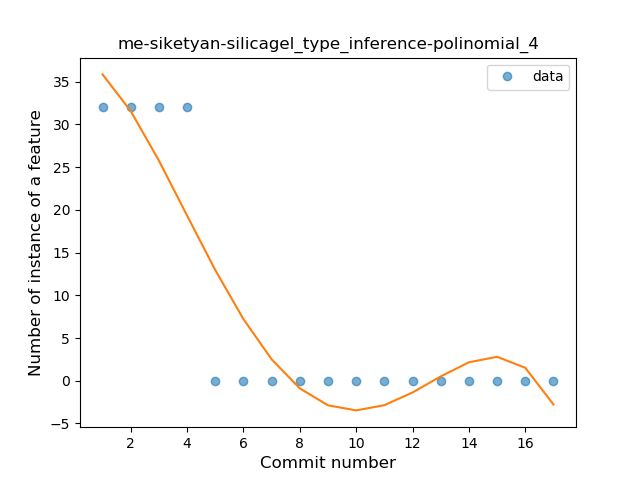 me-siketyan-silicagel_type_inference-polinomial_4
data
Number of instance of a feature
35
30
25
20
15
10
5
0
−5
2 4 6 8 10 12 14 16
Commit number